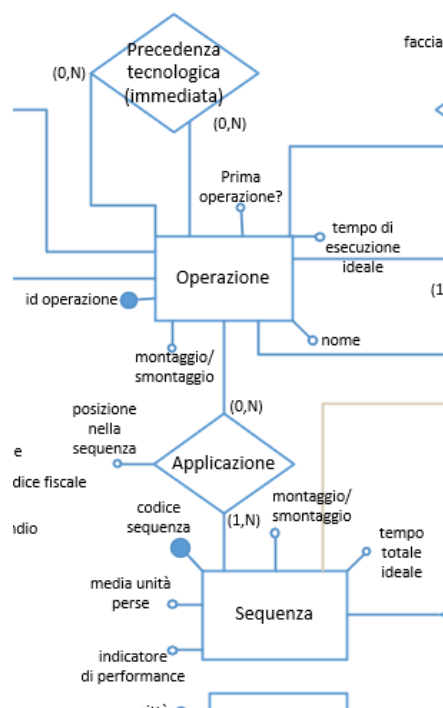 faccia
Precedenza
tecnologica
(immediata)
(0,N)
(0,N)
Prima
operazione?
tempo di
esecuzione
ideale
Operazione
(1
id operazione
nome
montaggio/
smontaggio
(0,N)
posizione
nella
sequenza
e
Applicazione
dice fiscale
montaggio/
smontaggio
codice
sequenza
(1,N)
ndio
tempo
totale
ideale
media unità
perse
Sequenza
indicatore
di performance